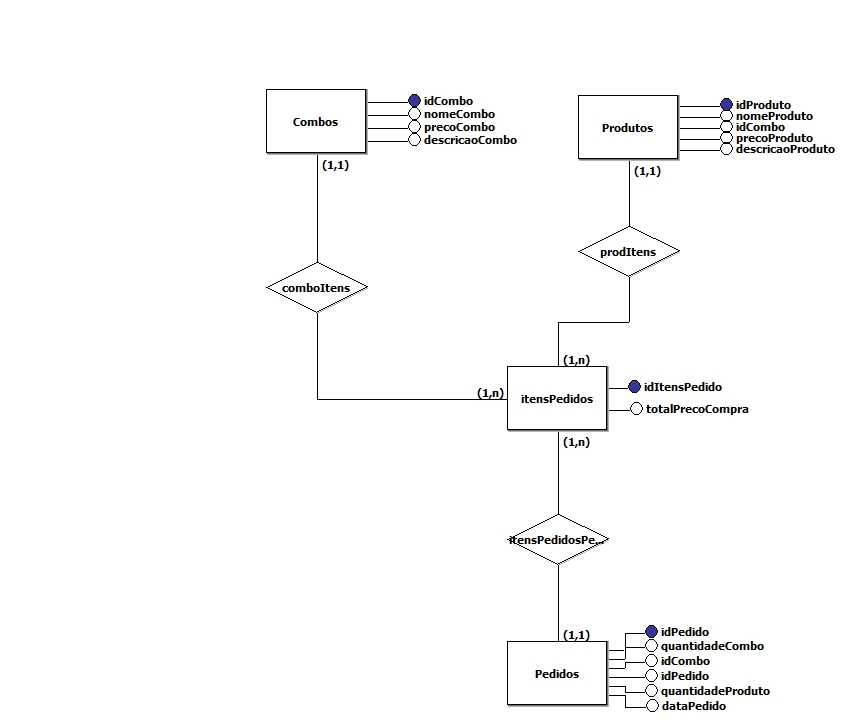 Combos
idCombo
nomeCombo
precoCombo
descricaoCombo
(1,1)
Produtos
idProduto
nomeProduto
idCombo
precoProduto
descricaoProduto
(1,1)
prodItens
comboItens
(1,n)
(1,n)
itensPedidos
idItensPedido
totalPrecoCompra
(1,n)
itensPedidosPe...
(1,1)
Pedidos
idPedido
quantidadeCombo
idCombo
idPedido
quantidadeProduto
dataPedido